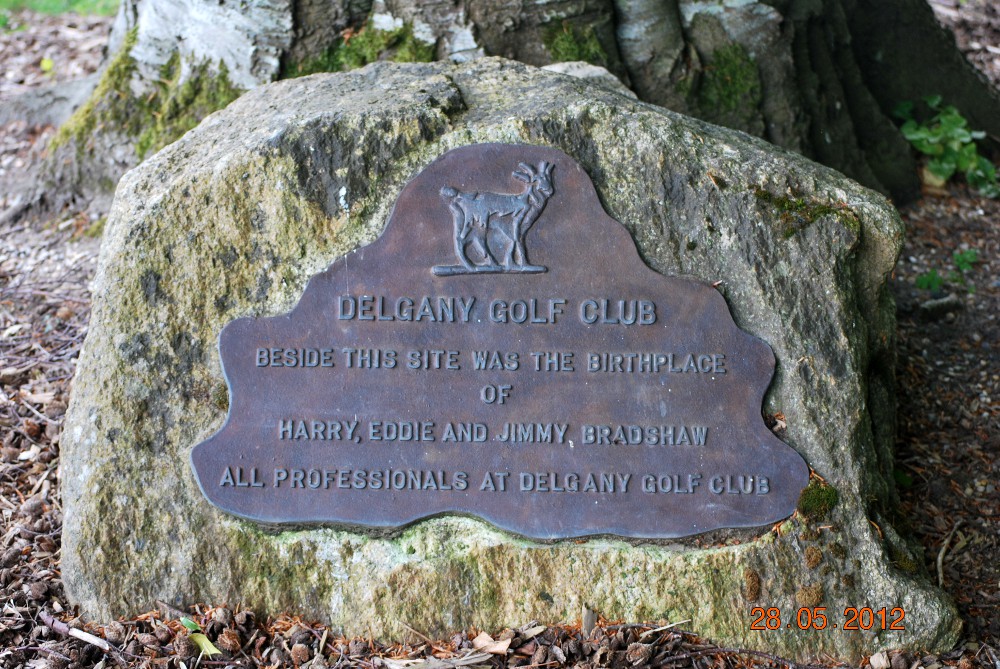 DELGANY GOLF CLUB
BESIDE THIS SITE WAS THE BIRTHPLACE
OF
HARRY, EDDIE AND JIMMY, BRADSHAW
ALL PROFESSIONALS AT DELGANY GOLF CLUB
28.05.2012